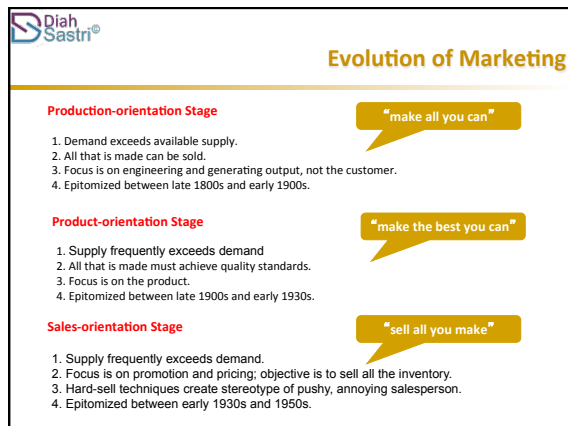 Diah
Sastri©
Evolution of Marketing
Production-orientation Stage
“make all you can”
1. Demand exceeds available supply.
2. All that is made can be sold.
3. Focus is on engineering and generating output, not the customer.
4. Epitomized between late 1800s and early 1900s.
Product-orientation Stage
“make the best you can”
1. Supply frequently exceeds demand
2. All that is made must achieve quality standards.
3. Focus is on the product.
4. Epitomized between late 1900s and early 1930s.
Sales-orientation Stage
“sell all you make”
1. Supply frequently exceeds demand.
2. Focus is on promotion and pricing; objective is to sell all the inventory.
3. Hard-sell techniques create stereotype of pushy, annoying salesperson.
4. Epitomized between early 1930s and 1950s.